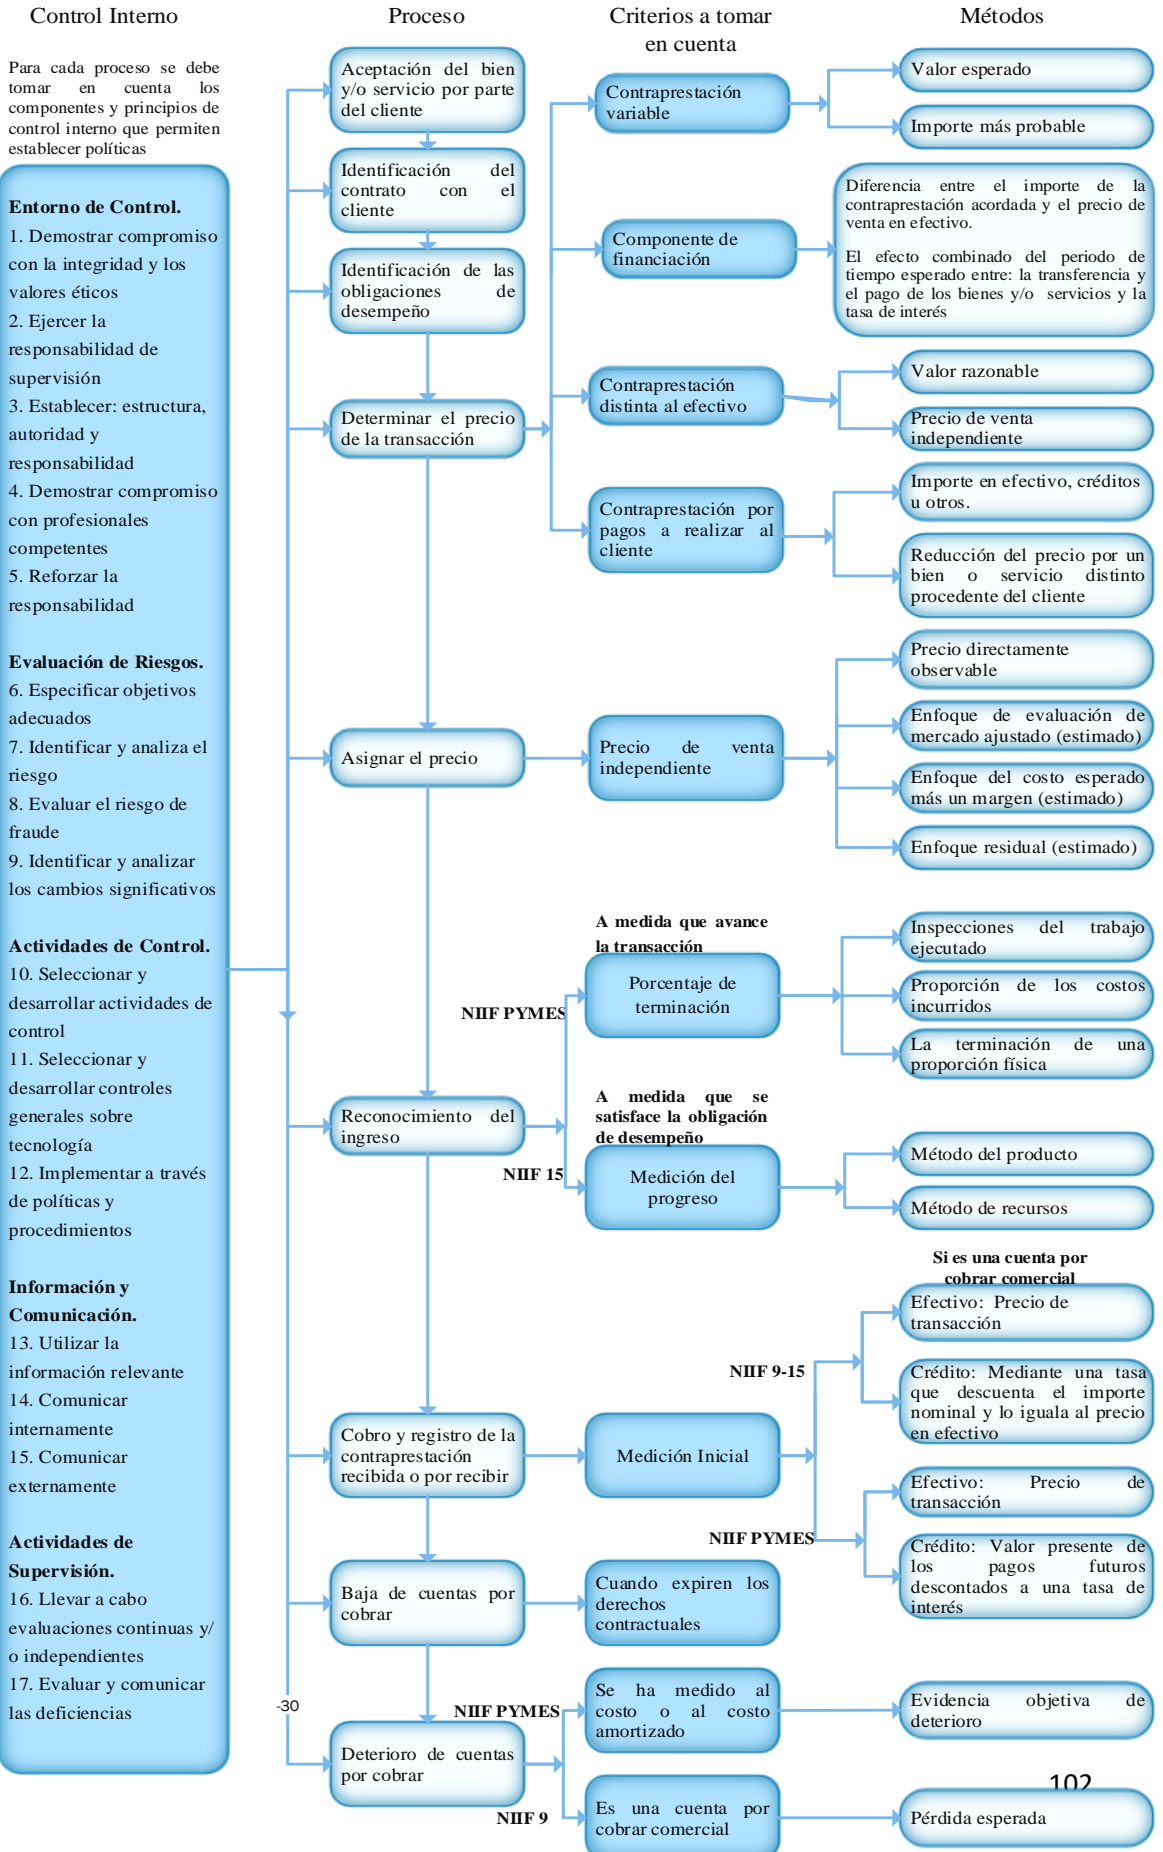 Control Interno
Para cada proceso se debe
tomar en cuenta los
componentes y principios de
control interno que permiten
establecer políticas
Entorno de Control.
1. Demostrar compromiso
con la integridad y los
valores éticos
2. Ejercer la
responsabilidad de
supervisión
3. Establecer: estructura,
autoridad y
responsabilidad
4. Demostrar compromiso
con profesionales
competentes
5. Reforzar la
responsabilidad
Evaluación de Riesgos.
6. Especificar objetivos
adecuados
7. Identificar y analiza el
riesgo
8. Evaluar el riesgo de
fraude
9. Identificar y analizar
los cambios significativos
Actividades de Control.
10. Seleccionar y
desarrollar actividades de
control
11. Seleccionar y
desarrollar controles
generales sobre
tecnología
12. Implementar a través
de políticas y
procedimientos
Información y
Comunicación.
13. Utilizar la
información relevante
14. Comunicar
internamente
15. Comunicar
externamente
Actividades de
Supervisión.
16. Llevar a cabo
evaluaciones continuas y/
o independientes
17. Evaluar y comunicar
las deficiencias
-30
Proceso
Aceptación del bien
y/o servicio por parte
del cliente
Identificación del
contrato con el
cliente
Identificación de las
obligaciones de
desempeño
Determinar el precio
de la transacción
Asignar el precio
Reconocimiento del
ingreso
Cobro y registro de la
contraprestación
recibida o por recibir
Baja de cuentas por
cobrar
Deterioro de cuentas
por cobrar
Criterios a tomar
en cuenta
Contraprestación
variable
Componente de
financiación
Contraprestación
distinta al efectivo
Contraprestación por
pagos a realizar al
cliente
Precio de venta
independiente
A medida que avance
la transacción
NIIF PYMES
Porcentaje de
terminación
A medida que se
satisface la obligación
de desempeño
NIIF 15
Medición del
progreso
Medición Inicial
NIIF 9-15
NIIF PYMES
Cuando expiren los
derechos
contractuales
NIIF PYMES
Se ha medido al
costo o al costo
amortizado
NIIF 9
Es una cuenta por
cobrar comercial
Métodos
Valor esperado
Importe más probable
Diferencia entre el importe de la
contraprestación acordada y el precio de
venta en efectivo.
El efecto combinado del periodo de
tiempo esperado entre: la transferencia y
el pago de los bienes y/o servicios y la
tasa de interés
Valor razonable
Precio de venta
independiente
Importe en efectivo, créditos
u otros.
Reducción del precio por un
bien o servicio distinto
procedente del cliente
Precio directamente
observable
Enfoque de evaluación de
mercado ajustado (estimado)
Enfoque del costo esperado
más un margen (estimado)
Enfoque residual (estimado)
Inspecciones del trabajo
ejecutado
Proporción de los costos
incurridos
La terminación de una
proporción física
Método del producto
Método de recursos
Si es una cuenta por
cobrar comercial
Efectivo: Precio de
transacción
Crédito: Mediante una tasa
que descuenta el importe
nominal y lo iguala al precio
en efectivo
Efectivo: Precio de
transacción
Crédito: Valor presente de
los pagos futuros
descontados a una tasa de
interés
Evidencia objetiva de
deterioro
102
Pérdida esperada